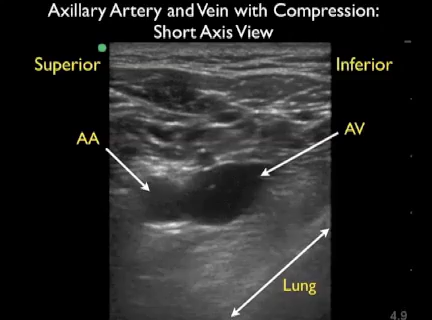 Axillary Artery and Vein with Compression:
Short Axis View
Superior
Inferior
AA
AV
Lung
4.9